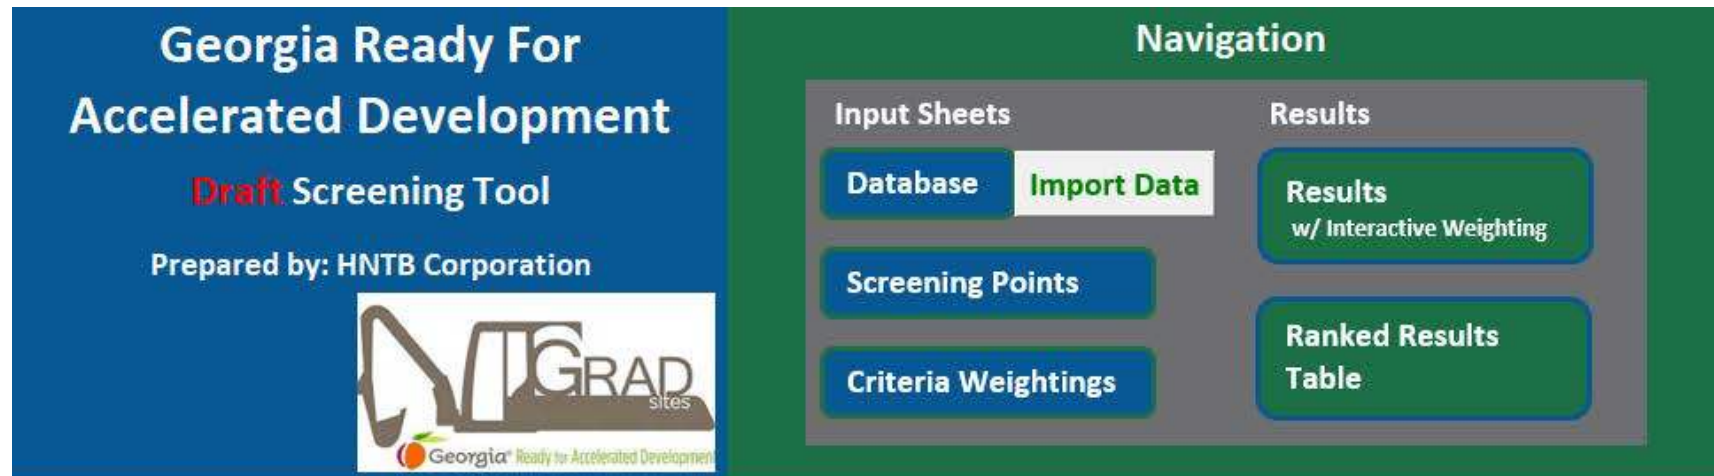 Georgia Ready For
Accelerated Development
Draft Screening Tool
Prepared by: HNTB Corporation
GRAD
sites
Georgia® Ready for Accelerated Development
Navigation
Input Sheets
Database
Import Data
Screening Points
Criteria Weightings
Results
Results
w/ Interactive Weighting
Ranked Results
Table